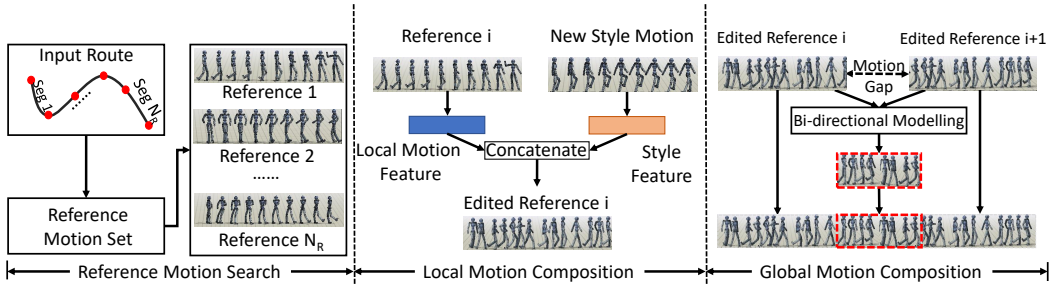 Input Route
Seg 1
......
Seg N_R
Reference
Motion Set
Reference 1
Reference 2
......
Reference N_R
Reference Motion Search
Reference i
New Style Motion
Local Motion
Feature
Concatenate
Style
Feature
Edited Reference i
Local Motion Composition
Edited Reference i
Edited Reference i+1
Motion
Gap
Bi-directional Modelling
Global Motion Composition